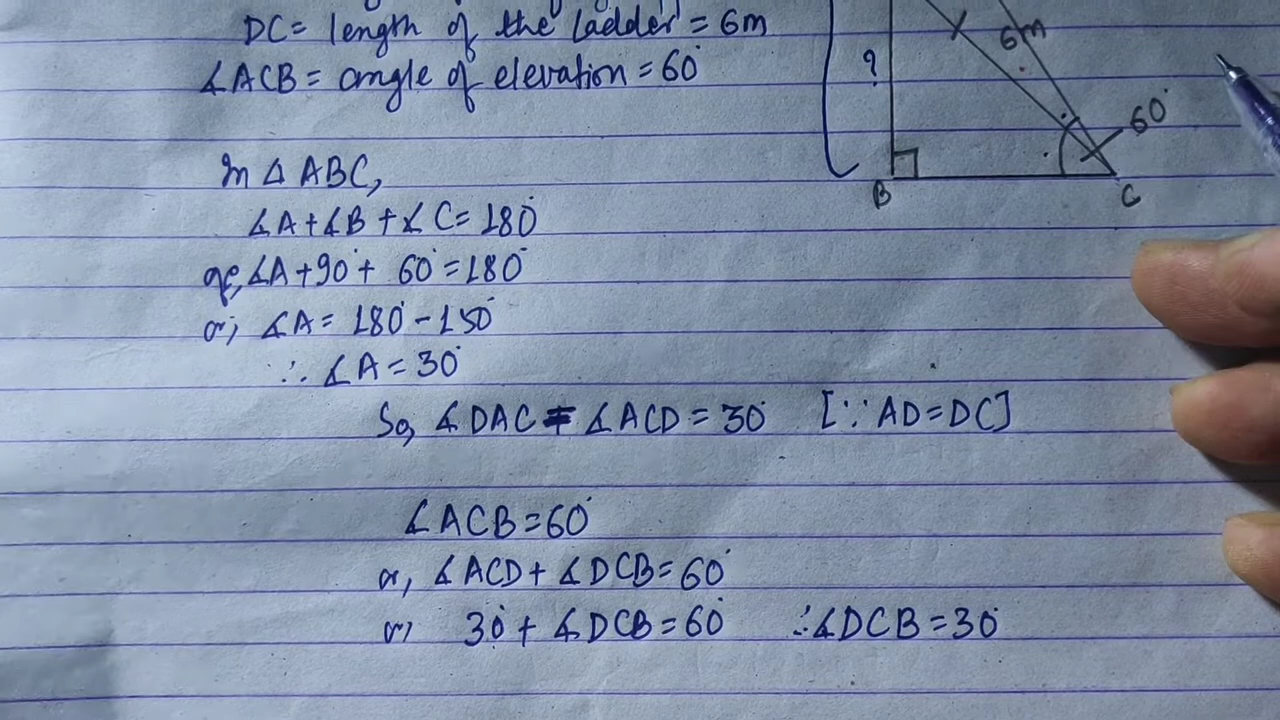 DC = length of the ladder = 6m
∡ACB = angle of elevation = 60°
6m
?
60°
B
C
In Δ ABC,
∡A + ∡B + ∡C = 180°
or, ∡A + 90° + 60° = 180°
or, ∡A = 180° - 150°
∴ ∡A = 30°
So, ∡DAC = ∡ACD = 30° [∵ AD = DC]
∡ACB = 60°
or, ∡ACD + ∡DCB = 60°
or, 30° + ∡DCB = 60° ∴ ∡DCB = 30°